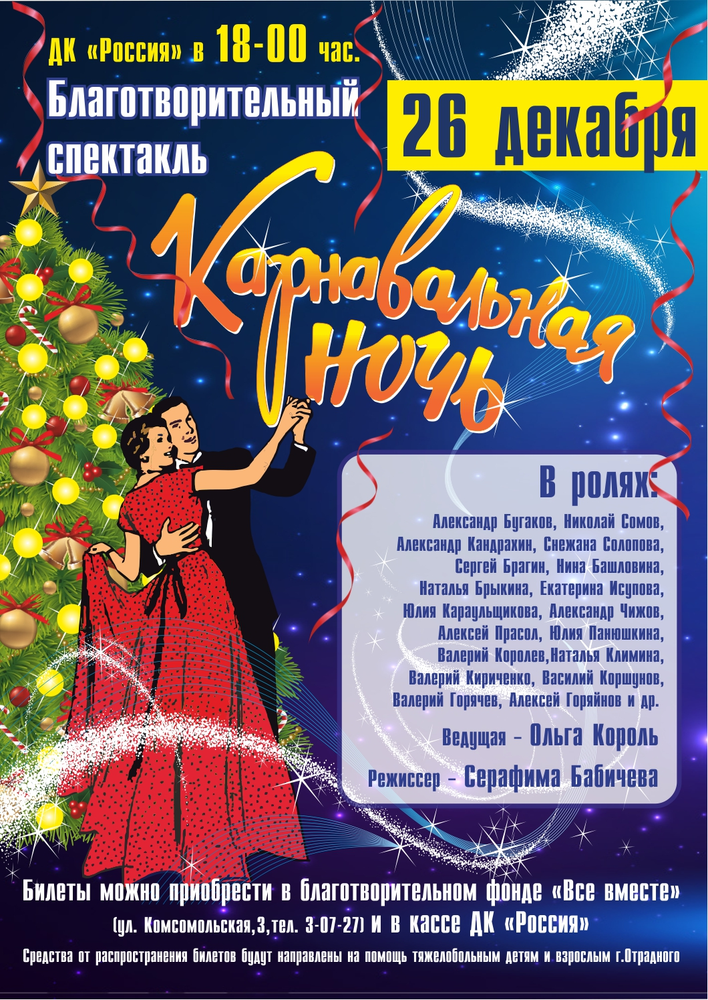 ДК «Россия» в 18-00 час.
Благотворительный
спектакль
26 декабря
Карнавальная
ночь
В ролях:
Александр Бугаков, Николай Сомов,
Александр Кандрахин, Снежана Солопова,
Сергей Брагин, Нина Башловина,
Наталья Брыкина, Екатерина Исупова,
Юлия Караульщикова, Александр Чижов,
Алексей Прасол, Юлия Панюшкина,
Валерий Королев,Наталья Климина,
Валерий Кириченко, Василий Коршунов,
Валерий Горячев, Алексей Горяйнов и др.
Ведущая - Ольга Король
Режиссер - Серафима Бабичева
Билеты можно приобрести в благотворительном фонде «Все вместе»
(ул. Комсомольская,3,тел. 3-07-27) и в кассе ДК «Россия»
Средства от распространения билетов будут направлены на помощь тяжелобольным детям и взрослым г.Отрадного